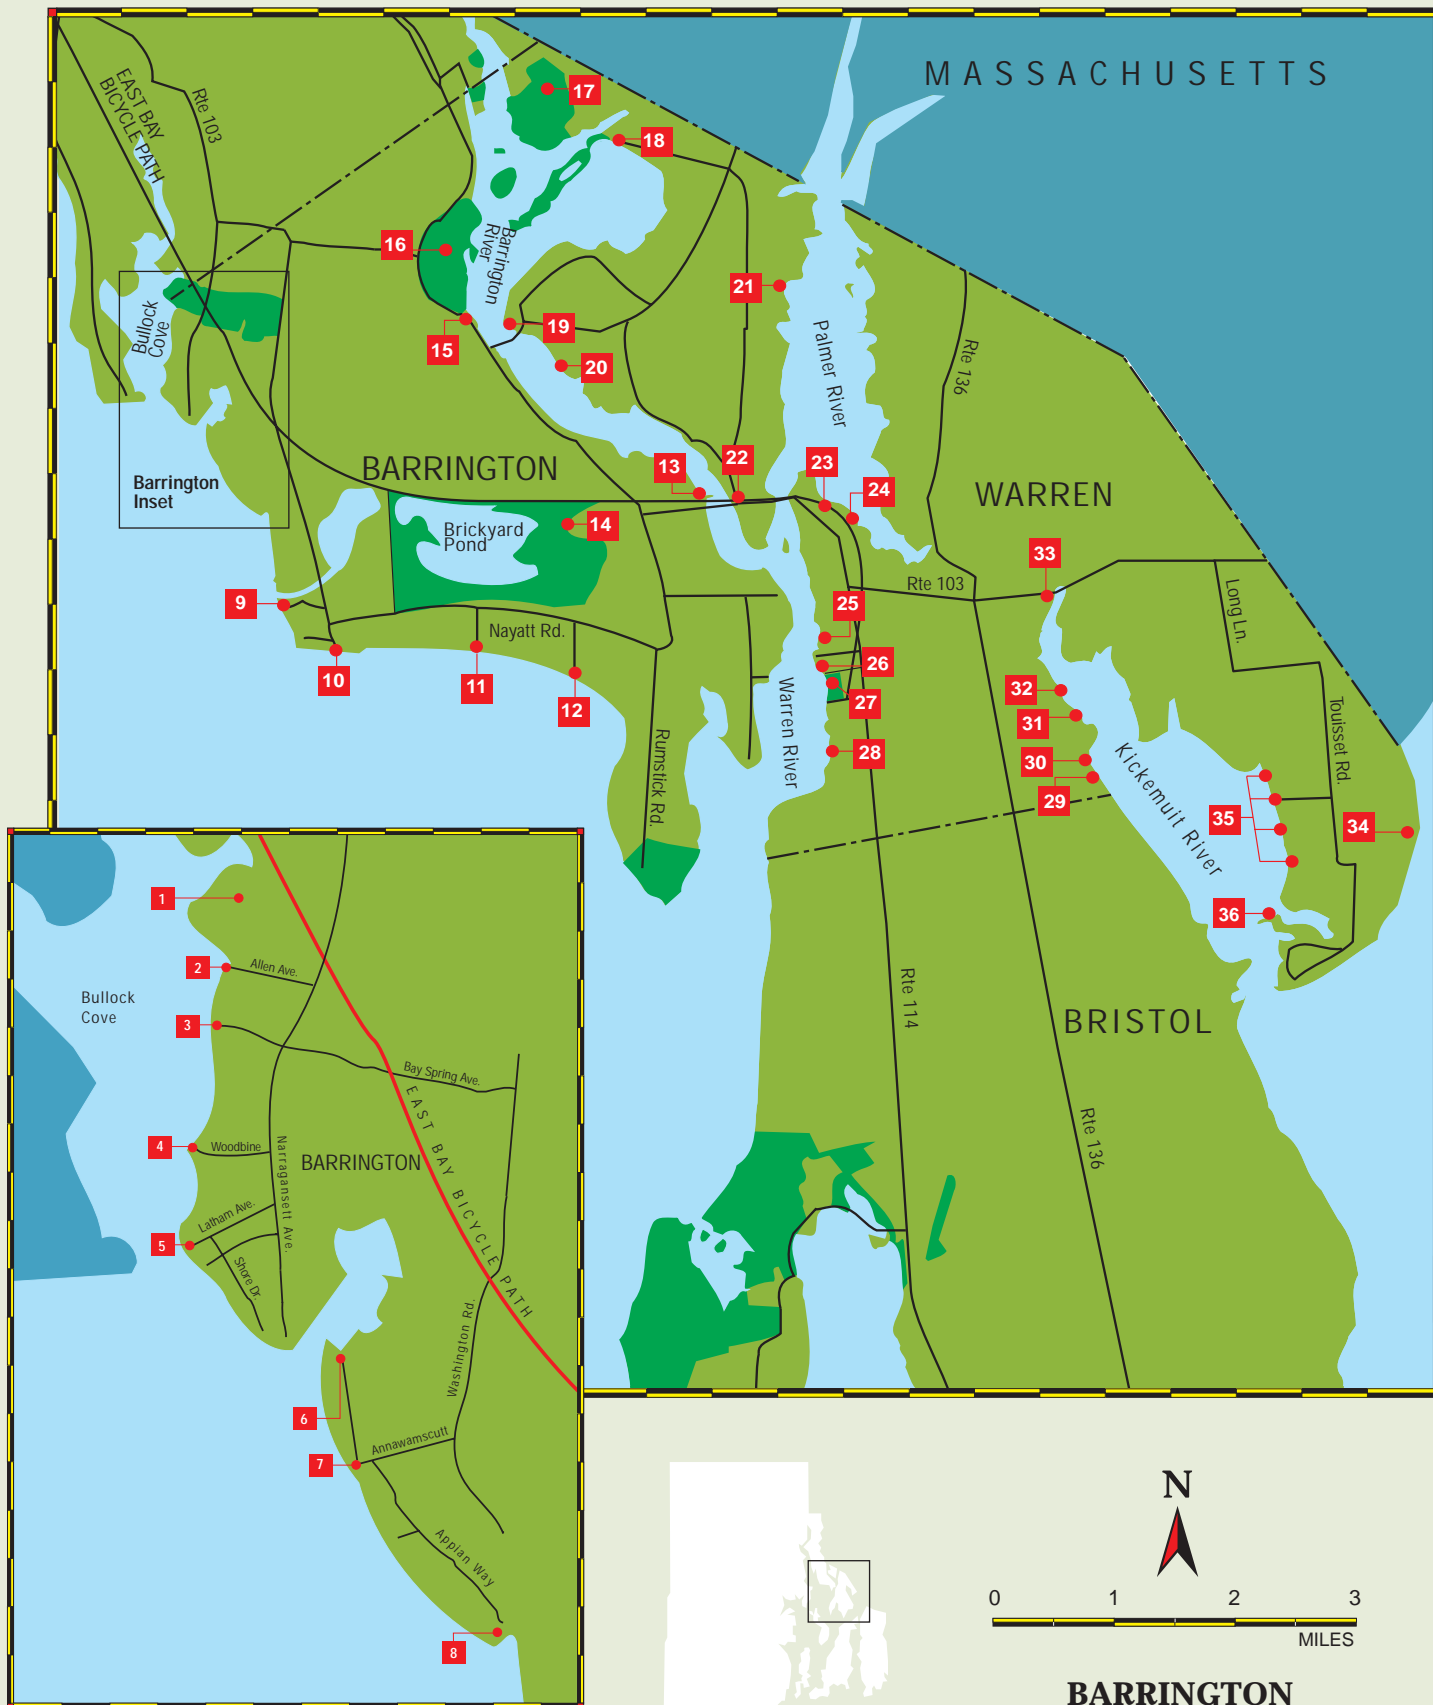 MASSACHUSETTS
EAST BAY
BICYCLE PATH
Rte 103
17
18
16
Barrington
River
21
Bullock
Cove
15
19
20
Palmer River
Rte 136
Barrington
Inset
BARRINGTON
13
22
23
24
WARREN
Brickyard
Pond
14
33
Rte 103
Long Ln.
9
25
Nayatt Rd.
10
11
12
26
27
28
Warren River
Rumstick Rd.
32
31
30
29
Kickemuit River
Touisset Rd.
35
34
36
Rte 114
BRISTOL
Rte 136
1
2
Allen Ave.
Bullock
Cove
3
Bay Spring Ave.
EAST BAY BICYCLE PATH
4
Woodbine
Narragansett Ave.
BARRINGTON
Latham Ave.
5
Shore Dr.
Washington Rd.
6
Annawamscutt
7
Appian Way
8
N
0 1 2 3
MILES
BARRINGTON